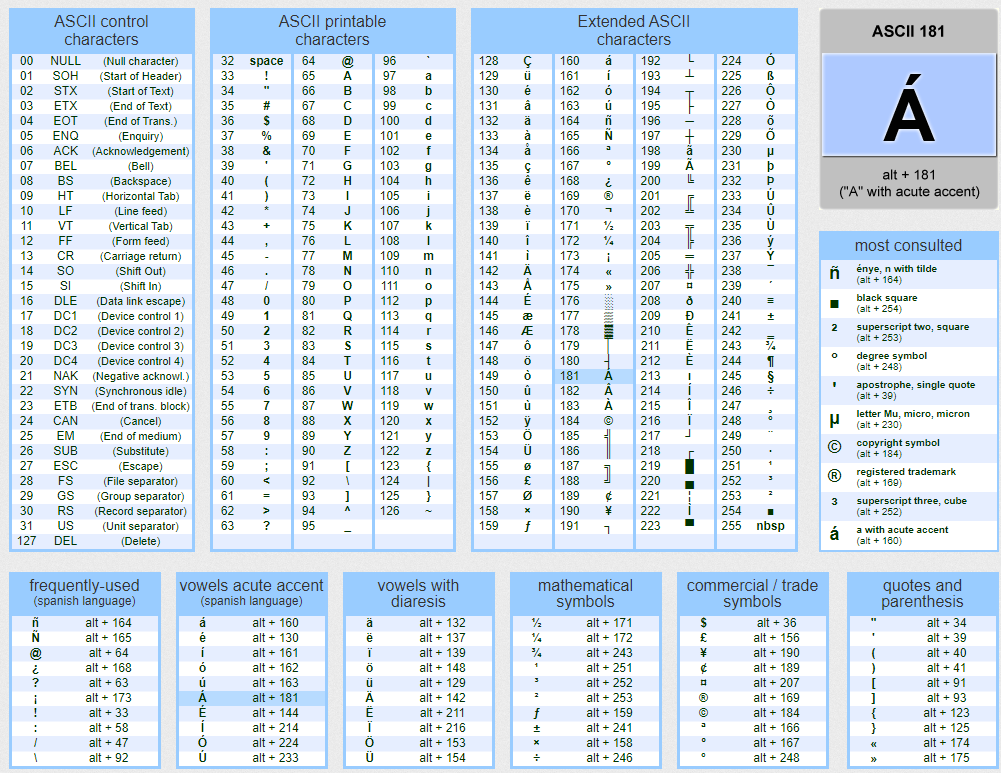 ASCII control
characters
00 NULL (Null character)
01 SOH (Start of Header)
02 STX (Start of Text)
03 ETX (End of Text)
04 EOT (End of Trans.)
05 ENQ (Enquiry)
06 ACK (Acknowledgement)
07 BEL (Bell)
08 BS (Backspace)
09 HT (Horizontal Tab)
10 LF (Line feed)
11 VT (Vertical Tab)
12 FF (Form feed)
13 CR (Carriage return)
14 SO (Shift Out)
15 SI (Shift In)
16 DLE (Data link escape)
17 DC1 (Device control 1)
18 DC2 (Device control 2)
19 DC3 (Device control 3)
20 DC4 (Device control 4)
21 NAK (Negative acknowl.)
22 SYN (Synchronous idle)
23 ETB (End of trans. block)
24 CAN (Cancel)
25 EM (End of medium)
26 SUB (Substitute)
27 ESC (Escape)
28 FS (File separator)
29 GS (Group separator)
30 RS (Record separator)
31 US (Unit separator)
127 DEL (Delete)
ASCII printable
characters
32 space 64 @ 96 `
33 ! 65 A 97 a
34 " 66 B 98 b
35 # 67 C 99 c
36 $ 68 D 100 d
37 % 69 E 101 e
38 & 70 F 102 f
39 ' 71 G 103 g
40 ( 72 H 104 h
41 ) 73 I 105 i
42 * 74 J 106 j
43 + 75 K 107 k
44 , 76 L 108 l
45 - 77 M 109 m
46 . 78 N 110 n
47 / 79 O 111 o
48 0 80 P 112 p
49 1 81 Q 113 q
50 2 82 R 114 r
51 3 83 S 115 s
52 4 84 T 116 t
53 5 85 U 117 u
54 6 86 V 118 v
55 7 87 W 119 w
56 8 88 X 120 x
57 9 89 Y 121 y
58 : 90 Z 122 z
59 ; 91 [ 123 {
60 < 92 \ 124 |
61 = 93 ] 125 }
62 > 94 ^ 126 ~
63 ? 95 _
Extended ASCII
characters
128 Ç 160 á 192 └ 224 Ó
129 ü 161 í 193 ┴ 225 ß
130 é 162 ó 194 ┬ 226 Ô
131 â 163 ú 195 ├ 227 Ò
132 ä 164 ñ 196 ─ 228 õ
133 à 165 Ñ 197 ┼ 229 Õ
134 å 166 ª 198 ã 230 µ
135 ç 167 º 199 Ã 231 þ
136 ê 168 ¿ 200 ╚ 232 Þ
137 ë 169 ® 201 ╔ 233 Ú
138 è 170 ¬ 202 ╩ 234 Û
139 ï 171 ½ 203 ╦ 235 Ù
140 î 172 ¼ 204 ╠ 236 ý
141 ì 173 ¡ 205 ═ 237 Ý
142 Ä 174 « 206 ╬ 238 ¯
143 Å 175 » 207 ¤ 239 ´
144 É 176 ░ 208 ð 240 ≡
145 æ 177 ▒ 209 Ð 241 ±
146 Æ 178 ▓ 210 Ê 242 ‗
147 ô 179 │ 211 Ë 243 ¾
148 ö 180 ┤ 212 È 244 ¶
149 ò 181 Á 213 ı 245 §
150 û 182 Â 214 Í 246 ÷
151 ù 183 À 215 Î 247 ¸
152 ÿ 184 © 216 Ï 248 °
153 Ö 185 ╣ 217 ┘ 249 ¨
154 Ü 186 ║ 218 ┌ 250 ·
155 ø 187 ╗ 219 █ 251 ¹
156 £ 188 ╝ 220 ▄ 252 ³
157 Ø 189 ¢ 221 ¦ 253 ²
158 × 190 ¥ 222 Ì 254 ■
159 ƒ 191 ┐ 223 ▀ 255 nbsp
ASCII 181
Á
alt + 181
("A" with acute accent)
most consulted
ñ énye, n with tilde
(alt + 164)
■ black square
(alt + 254)
² superscript two, square
(alt + 253)
° degree symbol
(alt + 248)
' apostrophe, single quote
(alt + 39)
µ letter Mu, micro, micron
(alt + 230)
© copyright symbol
(alt + 184)
® registered trademark
(alt + 169)
³ superscript three, cube
(alt + 252)
á a with acute accent
(alt + 160)
frequently-used
(spanish language)
ñ alt + 164
Ñ alt + 165
@ alt + 64
¿ alt + 168
? alt + 63
¡ alt + 173
! alt + 33
: alt + 58
/ alt + 47
\ alt + 92
vowels acute accent
(spanish language)
á alt + 160
é alt + 130
í alt + 161
ó alt + 162
ú alt + 163
Á alt + 181
É alt + 144
Í alt + 214
Ó alt + 224
Ú alt + 233
vowels with
diaresis
ä alt + 132
ë alt + 137
ï alt + 139
ö alt + 148
ü alt + 129
Ä alt + 142
Ë alt + 211
Ï alt + 216
Ö alt + 153
Ü alt + 154
mathematical
symbols
½ alt + 171
¼ alt + 172
¾ alt + 243
¹ alt + 251
³ alt + 252
² alt + 253
ƒ alt + 159
± alt + 241
× alt + 158
÷ alt + 246
commercial / trade
symbols
$ alt + 36
£ alt + 156
¥ alt + 190
¢ alt + 189
¤ alt + 207
® alt + 169
© alt + 184
ª alt + 166
º alt + 167
° alt + 248
quotes and
parenthesis
" alt + 34
' alt + 39
( alt + 40
) alt + 41
[ alt + 91
] alt + 93
{ alt + 123
} alt + 125
« alt + 174
» alt + 175